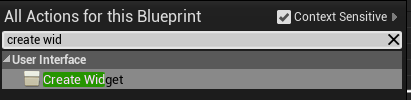 All Actions for this Blueprint Context Sensitive
create wid
User Interface
Create Widget